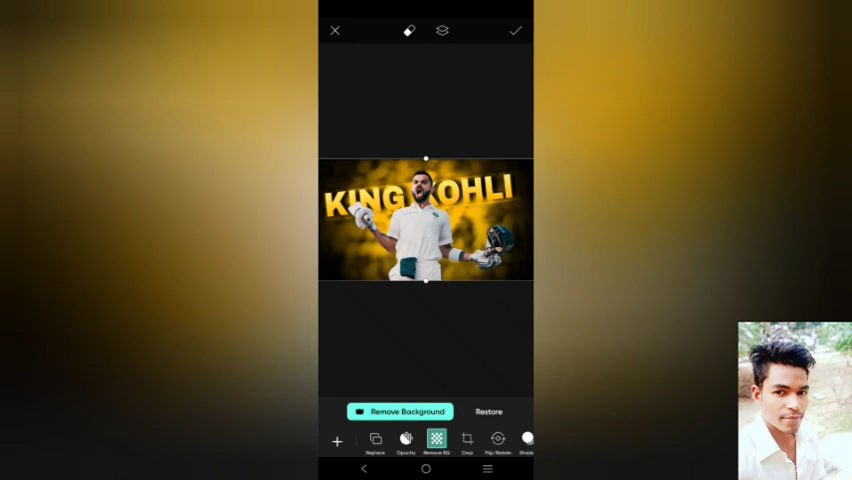 KING KOHLI
Remove Background
Restore
Replace
Opacity
Remove BG
Crop
Flip/Rotate